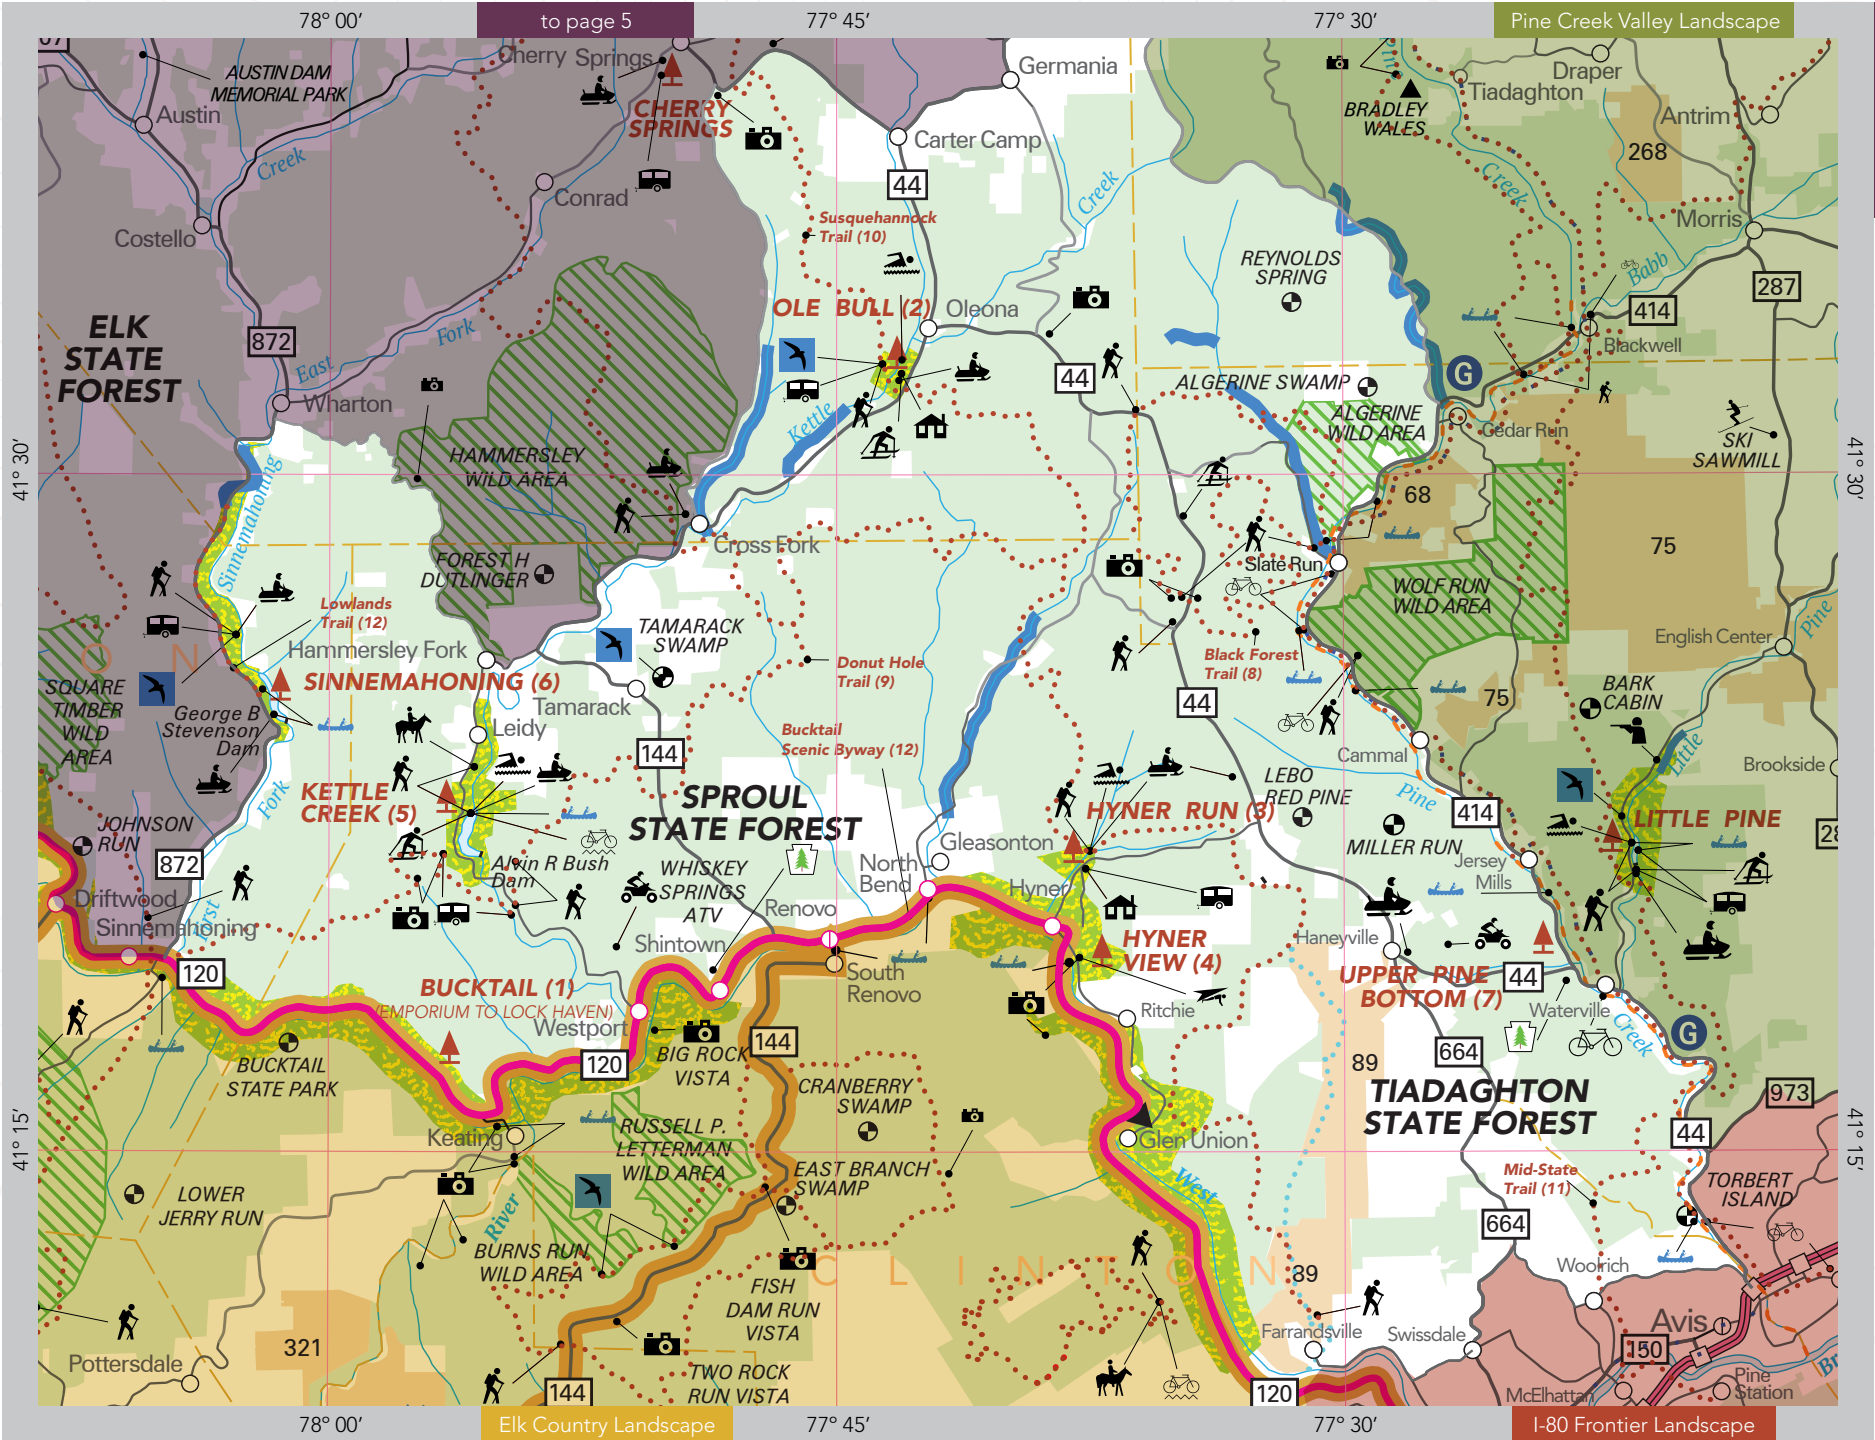 78° 00′
to page 5
77° 45′
77° 30′
Pine Creek Valley Landscape
AUSTIN DAM
MEMORIAL PARK
Austin
Creek
Costello
Cherry Springs
CHERRY
SPRINGS
Conrad
Germania
Carter Camp
44
Creek
Susquehannock
Trail (10)
Pine
BRADLEY
WALES
Tiadaghton
Draper
Antrim
268
Creek
Morris
Babb
287
414
Blackwell
ELK
STATE
FOREST
872
East
Fork
Wharton
OLE BULL (2)
Oleona
Kettle
44
REYNOLDS
SPRING
ALGERINE SWAMP
ALGERINE
WILD AREA
G
Cedar Run
SKI
SAWMILL
41° 30′
41° 30′
HAMMERSLEY
WILD AREA
Sinnemahoning
Cross Fork
FOREST H
DUTLINGER
68
75
Slate Run
WOLF RUN
WILD AREA
English Center
Pine
Lowlands
Trail (12)
Hammersley Fork
SINNEMAHONING (6)
O N
SQUARE
TIMBER
WILD
AREA
George B
Stevenson
Dam
TAMARACK
SWAMP
Tamarack
Leidy
144
Donut Hole
Trail (9)
Bucktail
Scenic Byway (12)
Black Forest
Trail (8)
44
75
BARK
CABIN
Cammal
Pine
Little
Brookside
KETTLE
CREEK (5)
Fork
SPROUL
STATE FOREST
HYNER RUN (3)
LEBO
RED PINE
MILLER RUN
414
LITTLE PINE
28
JOHNSON
RUN
872
Driftwood
Sinnemahoning
First
Alvin R Bush
Dam
WHISKEY
SPRINGS
ATV
Gleasonton
North
Bend
Hyner
Renovo
Shintown
South
Renovo
Jersey
Mills
Haneyville
HYNER
VIEW (4)
UPPER PINE
BOTTOM (7)
44
Waterville
Creek
G
120
BUCKTAIL (1)
(EMPORIUM TO LOCK HAVEN)
Westport
Ritchie
BUCKTAIL
STATE PARK
120
BIG ROCK
VISTA
144
CRANBERRY
SWAMP
89
664
TIADAGHTON
STATE FOREST
973
44
41° 15′
41° 15′
Keating
RUSSELL P.
LETTERMAN
WILD AREA
EAST BRANCH
SWAMP
Glen Union
West
Mid-State
Trail (11)
TORBERT
ISLAND
LOWER
JERRY RUN
River
BURNS RUN
WILD AREA
664
Woolrich
C L I N T O N
89
FISH
DAM RUN
VISTA
Farrandsville
Swissdale
Avis
321
Pottersdale
TWO ROCK
RUN VISTA
150
144
120
McElhattan
Pine
Station
Br
78° 00′
Elk Country Landscape
77° 45′
77° 30′
I-80 Frontier Landscape